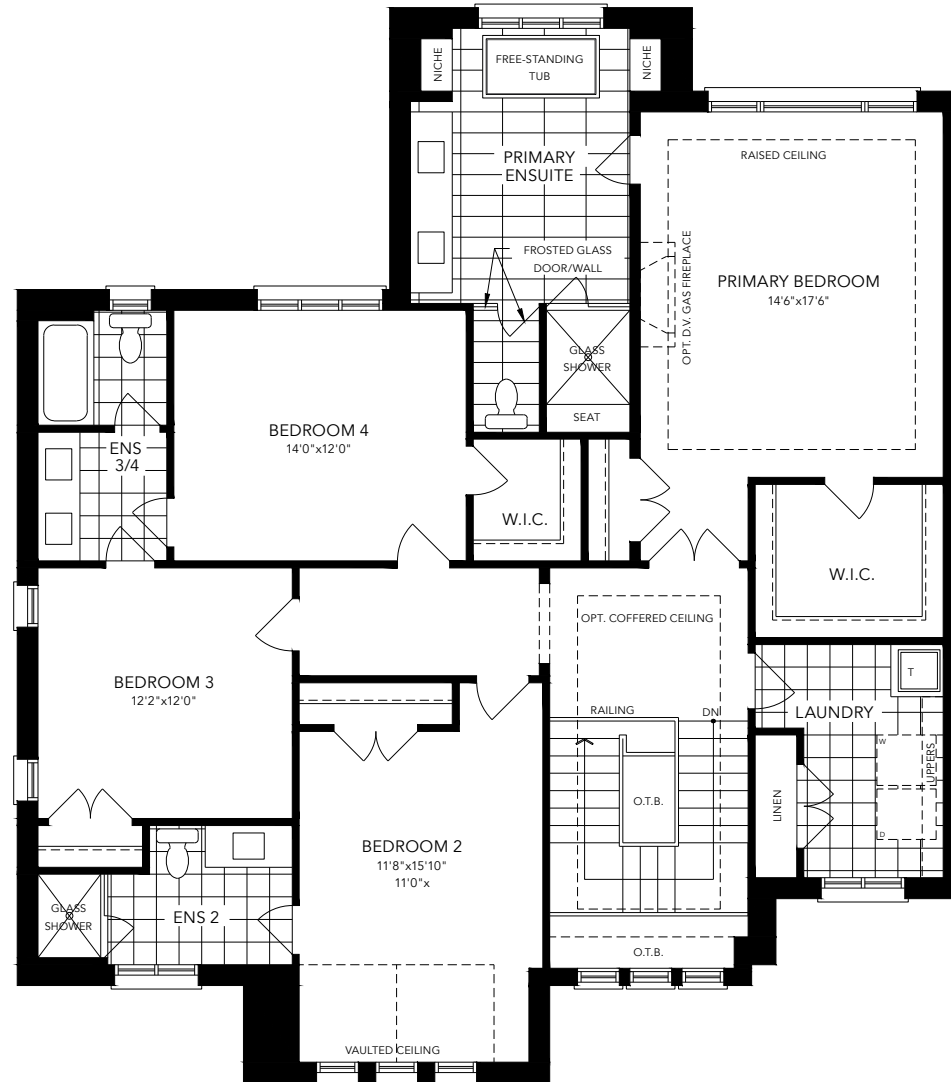 NICHE
FREE-STANDING
TUB
NICHE
PRIMARY
ENSUITE
RAISED CEILING
FROSTED GLASS
DOOR/WALL
OPT. D.V. GAS FIREPLACE
PRIMARY BEDROOM
14'6"x17'6"
GLASS
SHOWER
SEAT
BEDROOM 4
14'0"x12'0"
ENS
3/4
W.I.C.
W.I.C.
OPT. COFFERED CEILING
BEDROOM 3
12'2"x12'0"
T
RAILING
DN
LAUNDRY
W
UPPERS
LINEN
O.T.B.
D
BEDROOM 2
11'8"x15'10"
11'0"x
GLASS
SHOWER
ENS 2
O.T.B.
VAULTED CEILING